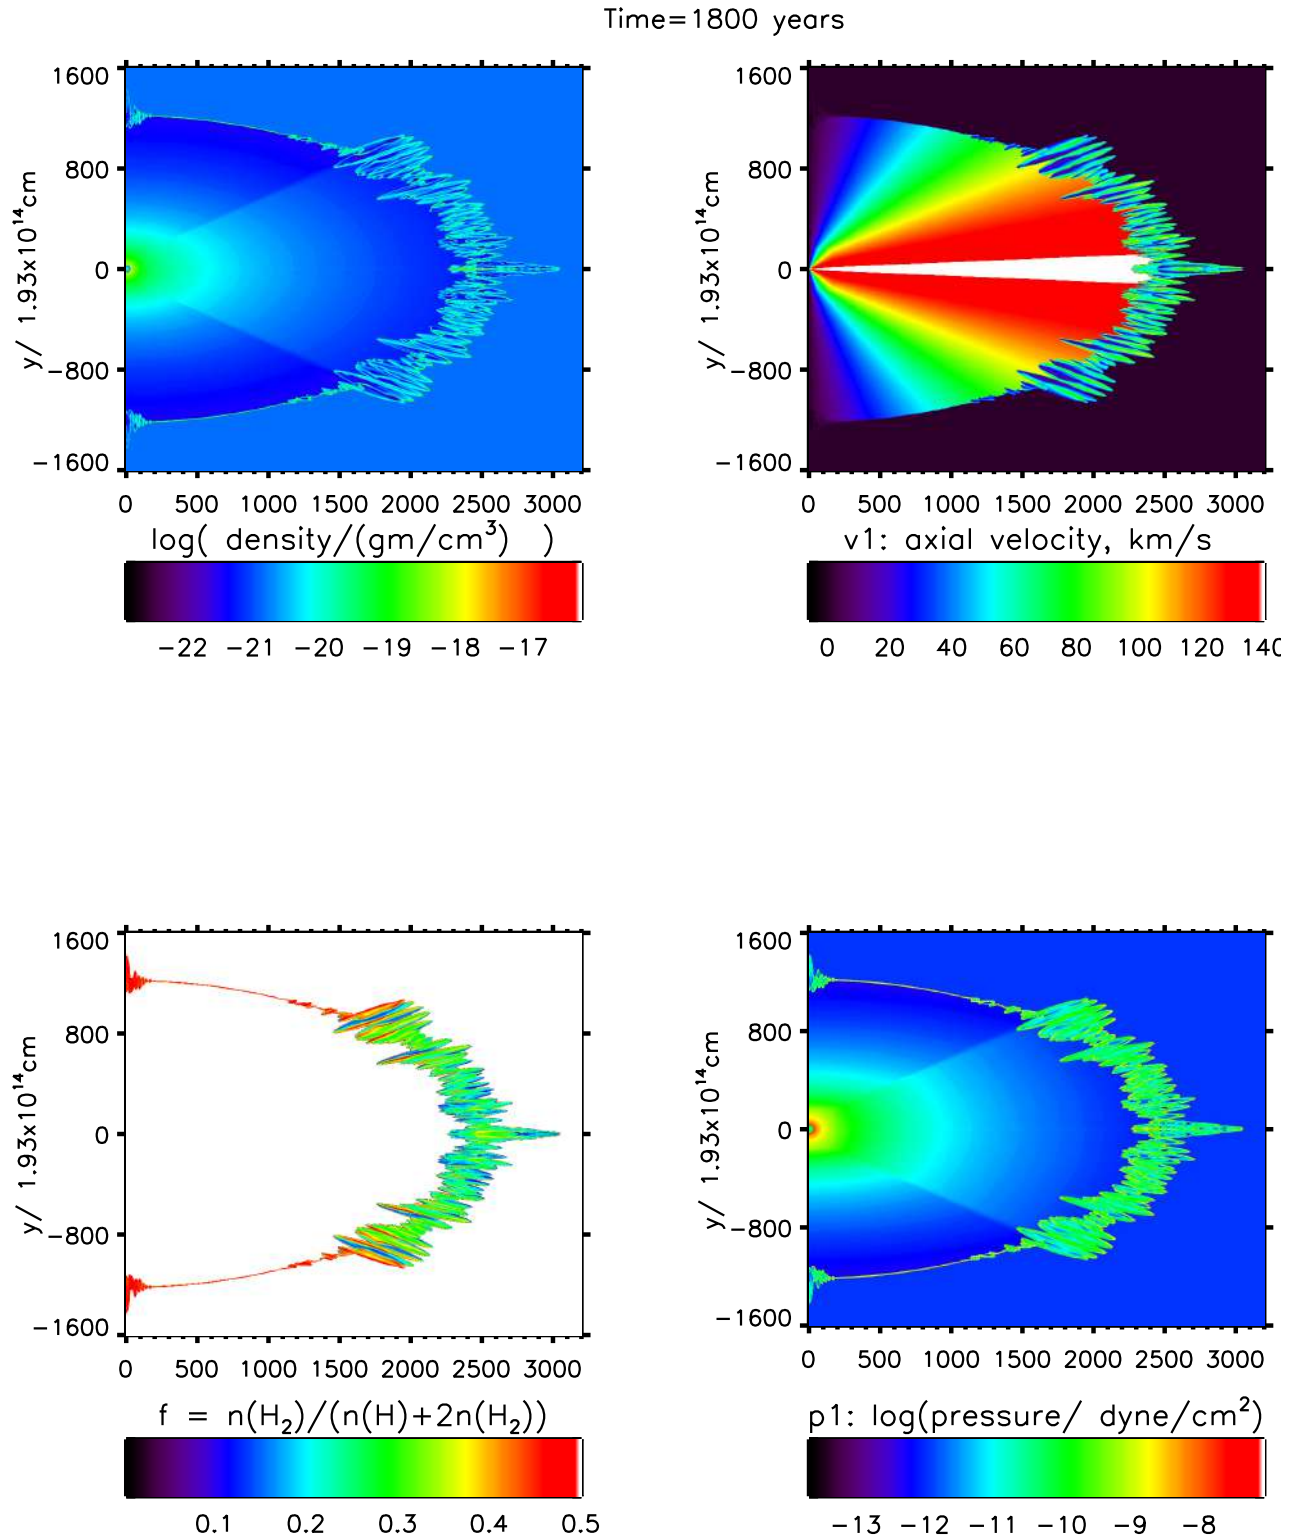 Time=1800 years
1600
800
0
−800
−1600
y/ 1.93x10¹⁴cm
0 500 1000 1500 2000 2500 3000
log( density/(gm/cm³) )
−22 −21 −20 −19 −18 −17
1600
800
0
−800
−1600
y/ 1.93x10¹⁴cm
0 500 1000 1500 2000 2500 3000
v1: axial velocity, km/s
0 20 40 60 80 100 120 140
1600
800
0
−800
−1600
y/ 1.93x10¹⁴cm
0 500 1000 1500 2000 2500 3000
f = n(H₂)/(n(H)+2n(H₂))
0.1 0.2 0.3 0.4 0.5
1600
800
0
−800
−1600
y/ 1.93x10¹⁴cm
0 500 1000 1500 2000 2500 3000
p1: log(pressure/ dyne/cm²)
−13 −12 −11 −10 −9 −8